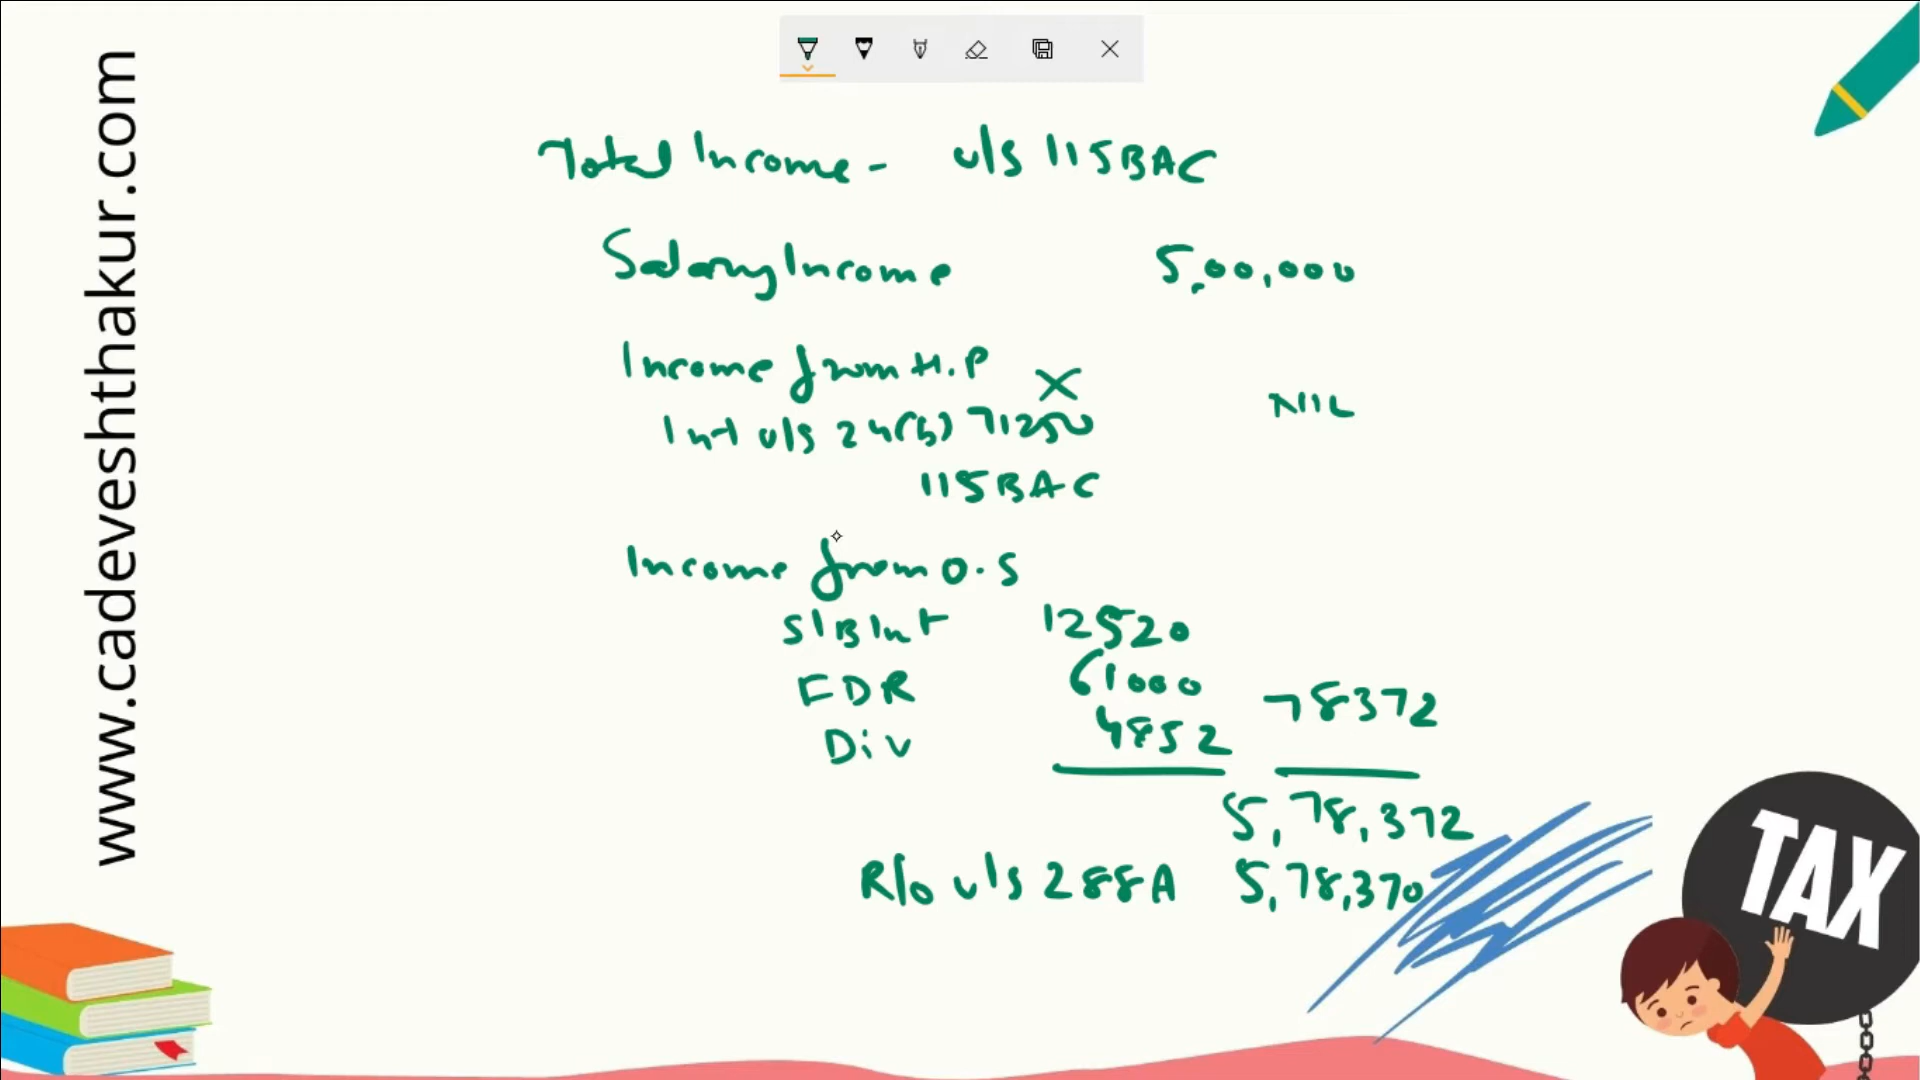 www.cadeveshthakur.com
Total Income - u/s 115BAC
Salary Income 5,00,000
Income from H.P X
NIL
Int u/s 24(b) 71250
115BAC
Income from O.S
S/B Int 12520
FDR 61000 78372
Div 4852
5,78,372
R/o u/s 288A 5,78,370
TAX